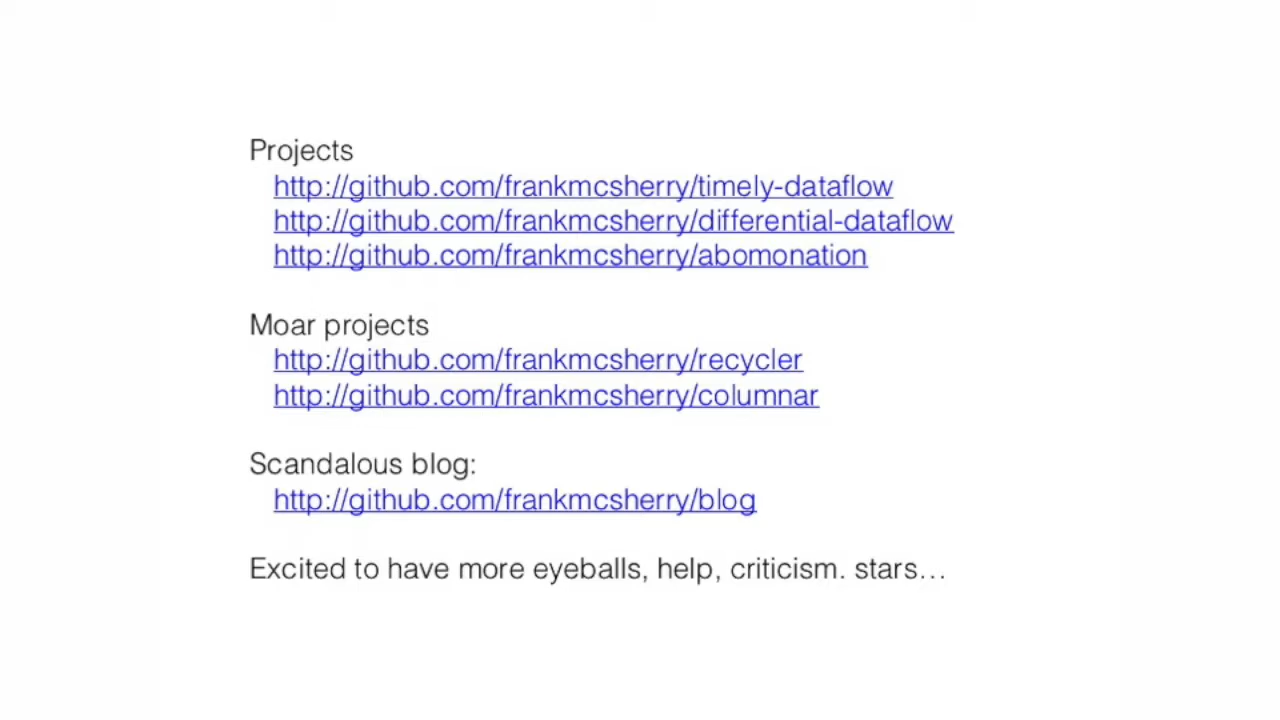 Projects
http://github.com/frankmcsherry/timely-dataflow
http://github.com/frankmcsherry/differential-dataflow
http://github.com/frankmcsherry/abomonation
Moar projects
http://github.com/frankmcsherry/recycler
http://github.com/frankmcsherry/columnar
Scandalous blog:
http://github.com/frankmcsherry/blog
Excited to have more eyeballs, help, criticism. stars…